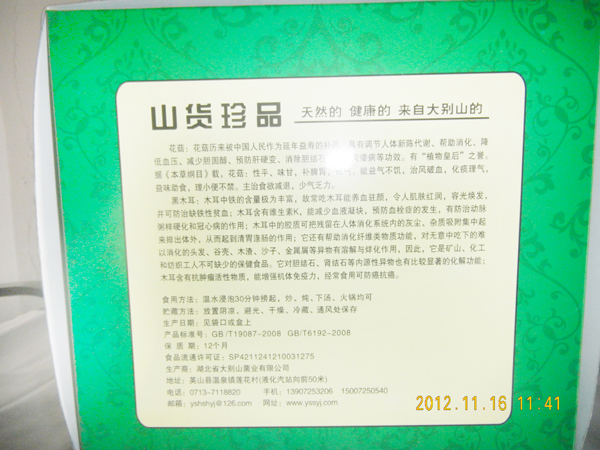 山货珍品 天然的 健康的 来自大别山的
花菇：花菇历来被中国人民作为延年益寿的补 具有调节人体新陈代谢、帮助消化、降
低血压、减少胆固醇、预防肝硬变、消除胆结石 病等功效。有“植物皇后”之誉。
据《本草纲目》载，花菇：性平，味甘，补脾胃， 能益气不饥，治风破血，化痰理气，
益味助食，理小便不禁。主治食欲减退，少气乏力。
黑木耳：木耳中铁的含量极为丰富，故常吃木耳能养血驻颜，令人肌肤红润，容光焕发，
并可防治缺铁性贫血；木耳含有维生素K，能减少血液凝块，预防血栓症的发生，有防治动脉
粥样硬化和冠心病的作用；木耳中的胶质可把残留在人体消化系统内的灰尘、杂质吸附集中起
来排出体外，从而起到清胃涤肠的作用；它还有帮助消化纤维类物质功能，对无意中吃下的难
以消化的头发、谷壳、木渣、沙子、金属屑等异物有溶解与烊化作用，因此，它是矿山、化工
和纺织工人不可缺少的保健食品。它对胆结石、肾结石等内源性异物也有比较显著的化解功能；
木耳含有抗肿瘤活性物质，能增强机体免疫力，经常食用可防癌抗癌。
食用方法：温水浸泡30分钟捞起，炒、炖、下汤、火锅均可
贮藏方法：放置阴凉、避光、干燥、冷藏、通风处保存
生产日期：见袋口或盒上
产品标准号：GB/T19087-2008 GB/T6192-2008
保 质 期：12个月
食品流通许可证：SP4211241210031275
生产商：湖北省大别山菌业有限公司
地址：英山县温泉镇莲花村(液化汽站向前50米)
电话：0713-7118820 手机：13907253206 15007250540
邮箱：yshshyj@126.com 网址：www.yssyj.com
2012.11.16 11:41